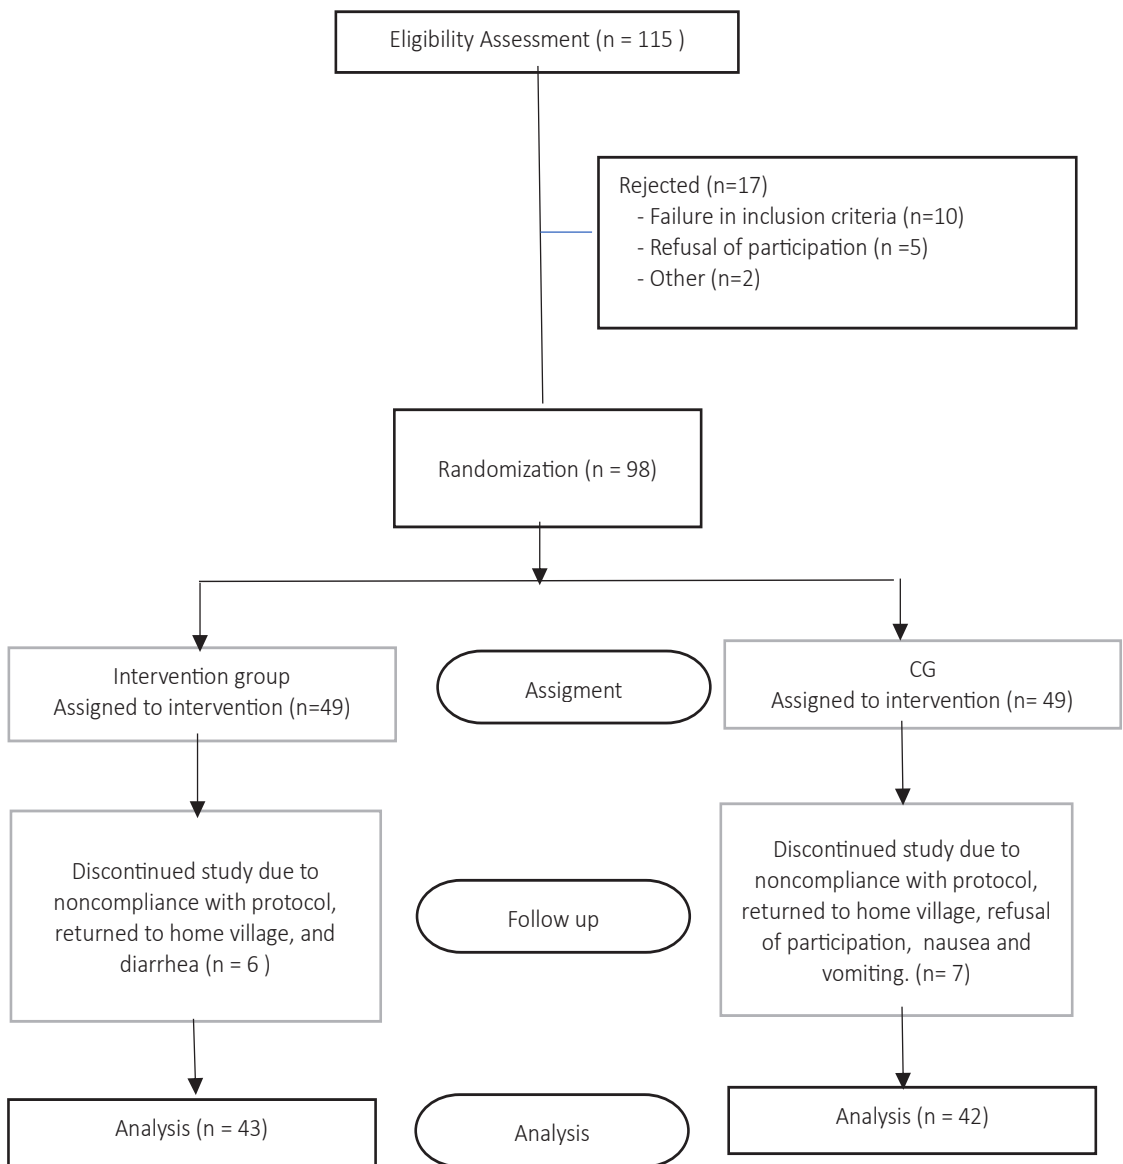 Eligibility Assessment (n = 115 )
Rejected (n=17)
- Failure in inclusion criteria (n=10)
- Refusal of participation (n =5)
- Other (n=2)
Randomization (n = 98)
Intervention group
Assigned to intervention (n=49)
Assigment
CG
Assigned to intervention (n= 49)
Discontinued study due to
noncompliance with protocol,
returned to home village, and
diarrhea (n = 6 )
Follow up
Discontinued study due to
noncompliance with protocol,
returned to home village, refusal
of participation, nausea and
vomiting. (n= 7)
Analysis (n = 43)
Analysis
Analysis (n = 42)